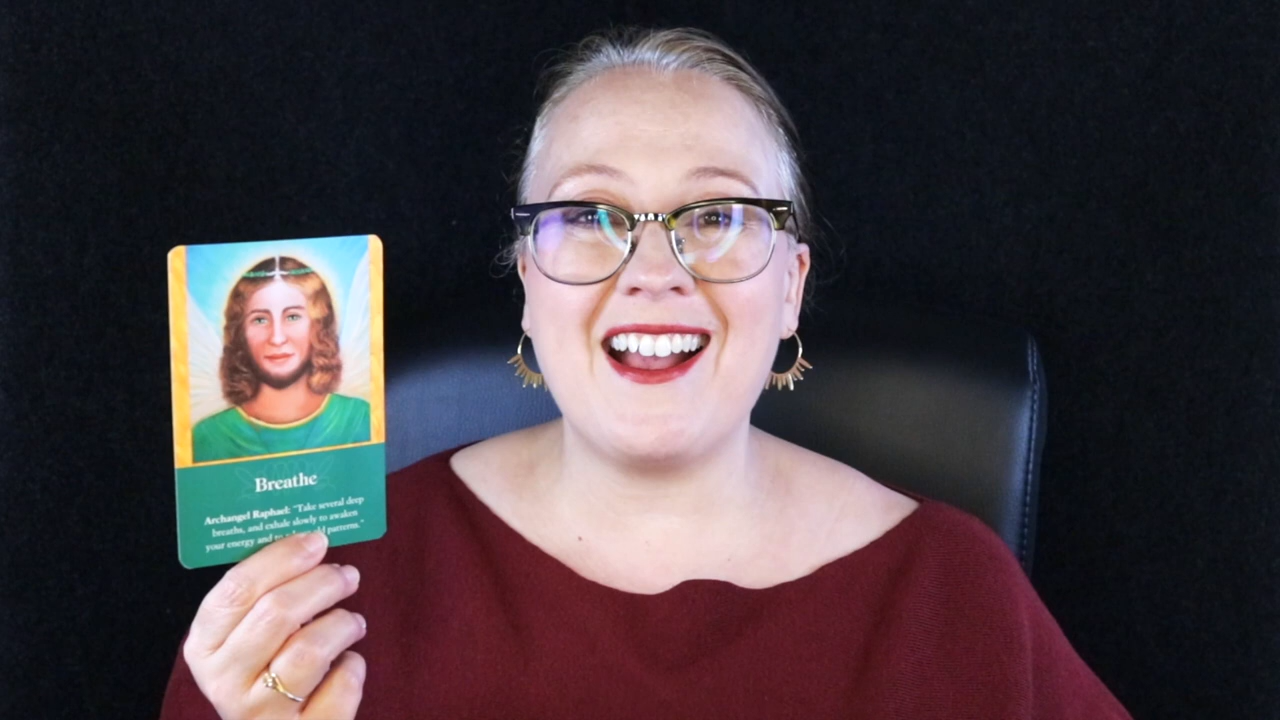 Breathe
Archangel Raphael: "Take several deep
breaths, and exhale slowly to awaken
your energy and to old patterns."